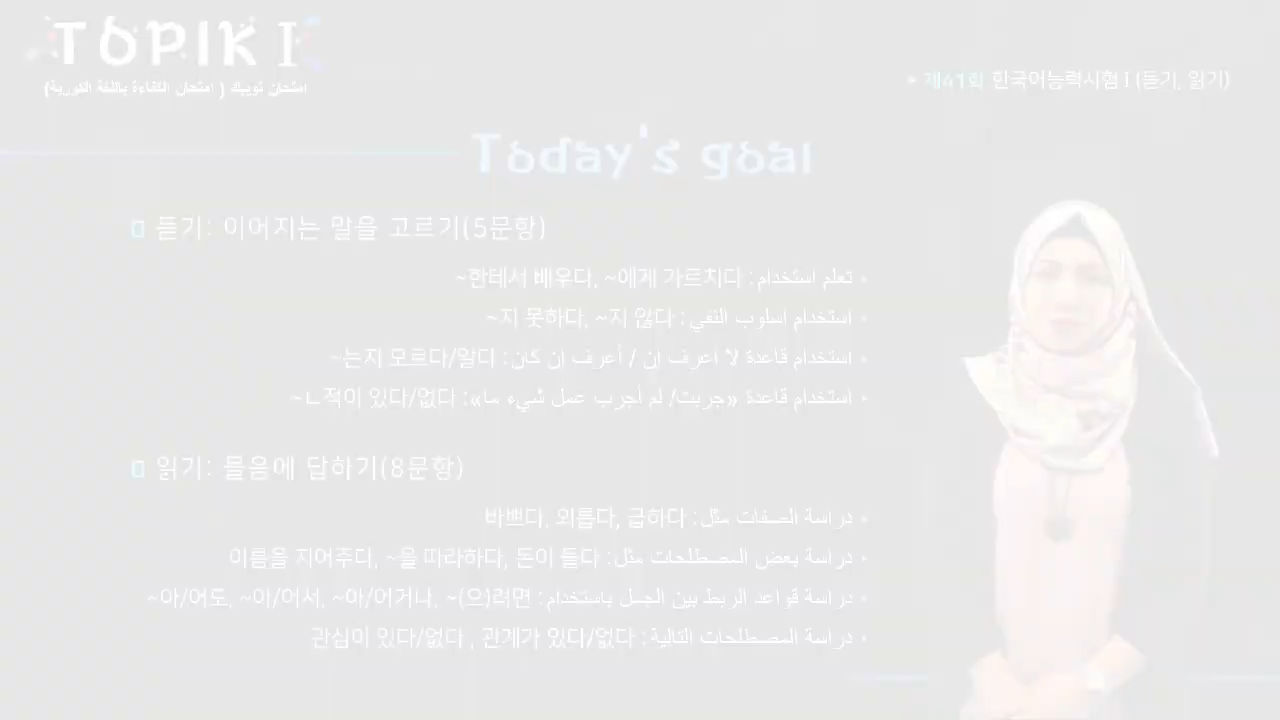 TOPIK I
امتحان توبيك ( امتحان الكفاءة باللغة الكورية)
제41회 한국어능력시험 I (듣기, 읽기)
Today's goal
듣기: 이어지는 말을 고르기(5문항)
تعلم استخدام : ~한테서 배우다, ~에게 가르치다
استخدام اسلوب النفي : ~지 못하다, ~지 않다
استخدام قاعدة لا أعرف إن / أعرف إن كان : ~는지 모르다/알다
استخدام قاعدة «جربت/ لم أجرب عمل شيء ما»: ~ㄴ적이 있다/없다
읽기: 물음에 답하기(8문항)
دراسة الصفات مثل: 바쁘다, 외롭다, 급하다
دراسة بعض المصطلحات مثل: 이름을 지어주다, ~을 따라하다, 돈이 들다
دراسة قواعد الربط بين الجمل باستخدام: ~아/어도, ~아/어서, ~아/어거나, ~(으)려면
دراسة المصطلحات التالية : 관심이 있다/없다 , 관계가 있다/없다